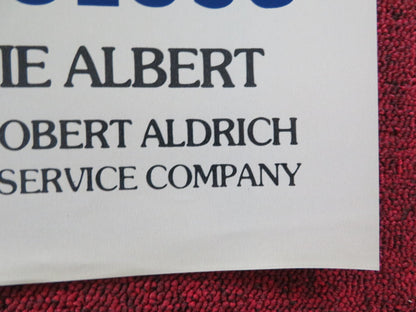 IE ALBERT
OBERT ALDRICH
SERVICE COMPANY